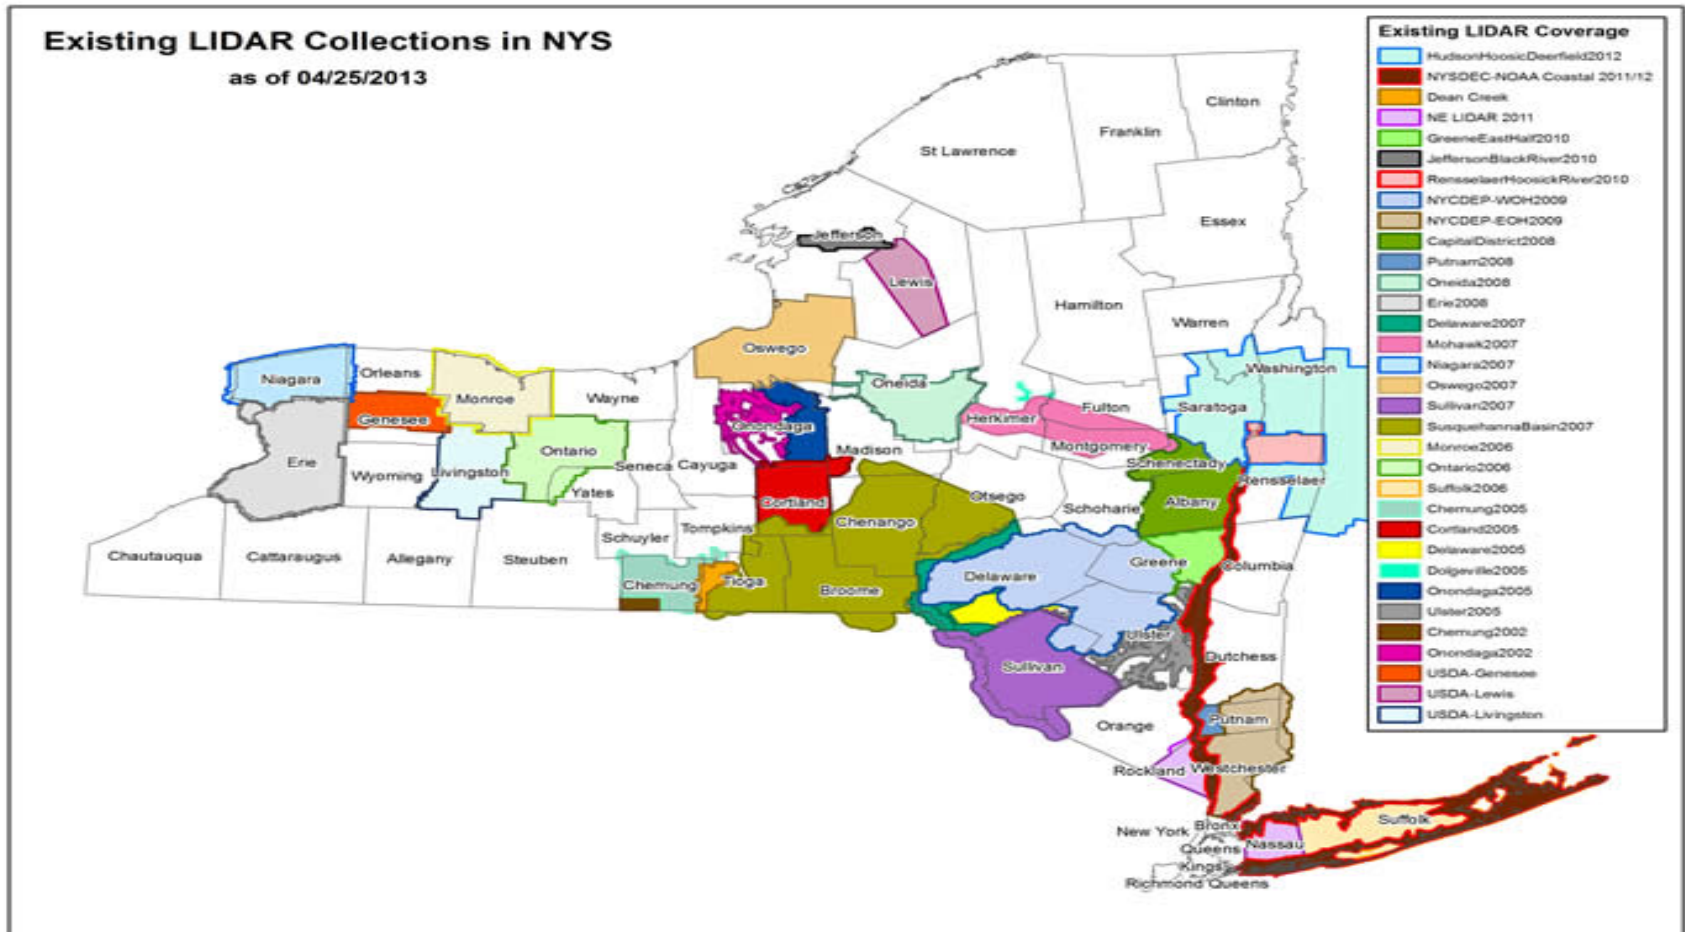 Existing LIDAR Collections in NYS
as of 04/25/2013
Existing LIDAR Coverage
HudsonHoosicDeerfield2012
NYSDEC-NOAA Coastal 2011/12
Dean Creek
NE LIDAR 2011
GreeneEastHalf2010
JeffersonBlackRiver2010
RensselaerHoosickRiver2010
NYCDEP-WOH2009
NYCDEP-EOH2009
CapitalDistrict2008
Putnam2008
Oneida2008
Erie2008
Delaware2007
Mohawk2007
Niagara2007
Oswego2007
Sullivan2007
SusquehannaBasin2007
Monroe2006
Ontario2006
Suffolk2006
Chemung2005
Cortland2005
Delaware2005
Dolgeville2005
Onondaga2005
Ulster2005
Chemung2002
Onondaga2002
USDA-Genesee
USDA-Lewis
USDA-Livingston
Clinton
Franklin
St Lawrence
Essex
Jefferson
Lewis
Hamilton
Warren
Oswego
Washington
Niagara
Orleans
Oneida
Monroe
Wayne
Saratoga
Fulton
Genesee
Herkimer
Onondaga
Montgomery
Madison
Ontario
Erie
Schenectady
Seneca
Cayuga
Livingston
Wyoming
Rensselaer
Yates
Otsego
Cortland
Albany
Schoharie
Chenango
Tompkins
Schuyler
Chautauqua
Cattaraugus
Allegany
Steuben
Greene
Columbia
Delaware
Chemung
Tioga
Broome
Ulster
Dutchess
Sullivan
Putnam
Orange
Rockland
Westchester
Suffolk
Bronx
New York
Nassau
Queens
Kings
Richmond
Queens